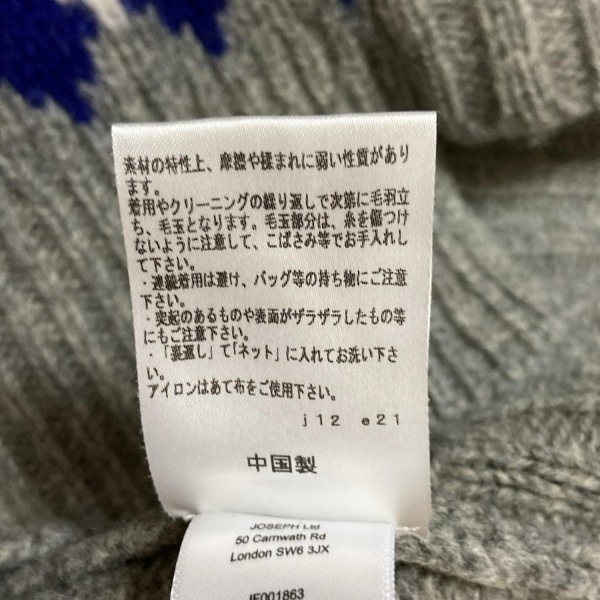 素材の特性上、摩擦や揉まれに弱い性質があり
ます。
着用やクリーニングの繰り返しで次第に毛羽立
ち、毛玉となります。毛玉部分は、糸を傷つけ
ないように注意して、こばさみ等でお手入れし
て下さい。
・連続着用は避け、バッグ等の持ち物にご注意
下さい。
・突起のあるものや表面がザラザラしたもの等
にもご注意下さい。
・「裏返し」て「ネット」に入れてお洗い下さ
い。
アイロンはあて布をご使用下さい。
j12 e21
中国製
JOSEPH Ltd
50 Carnwath Rd
London SW6 3JX
JF001863